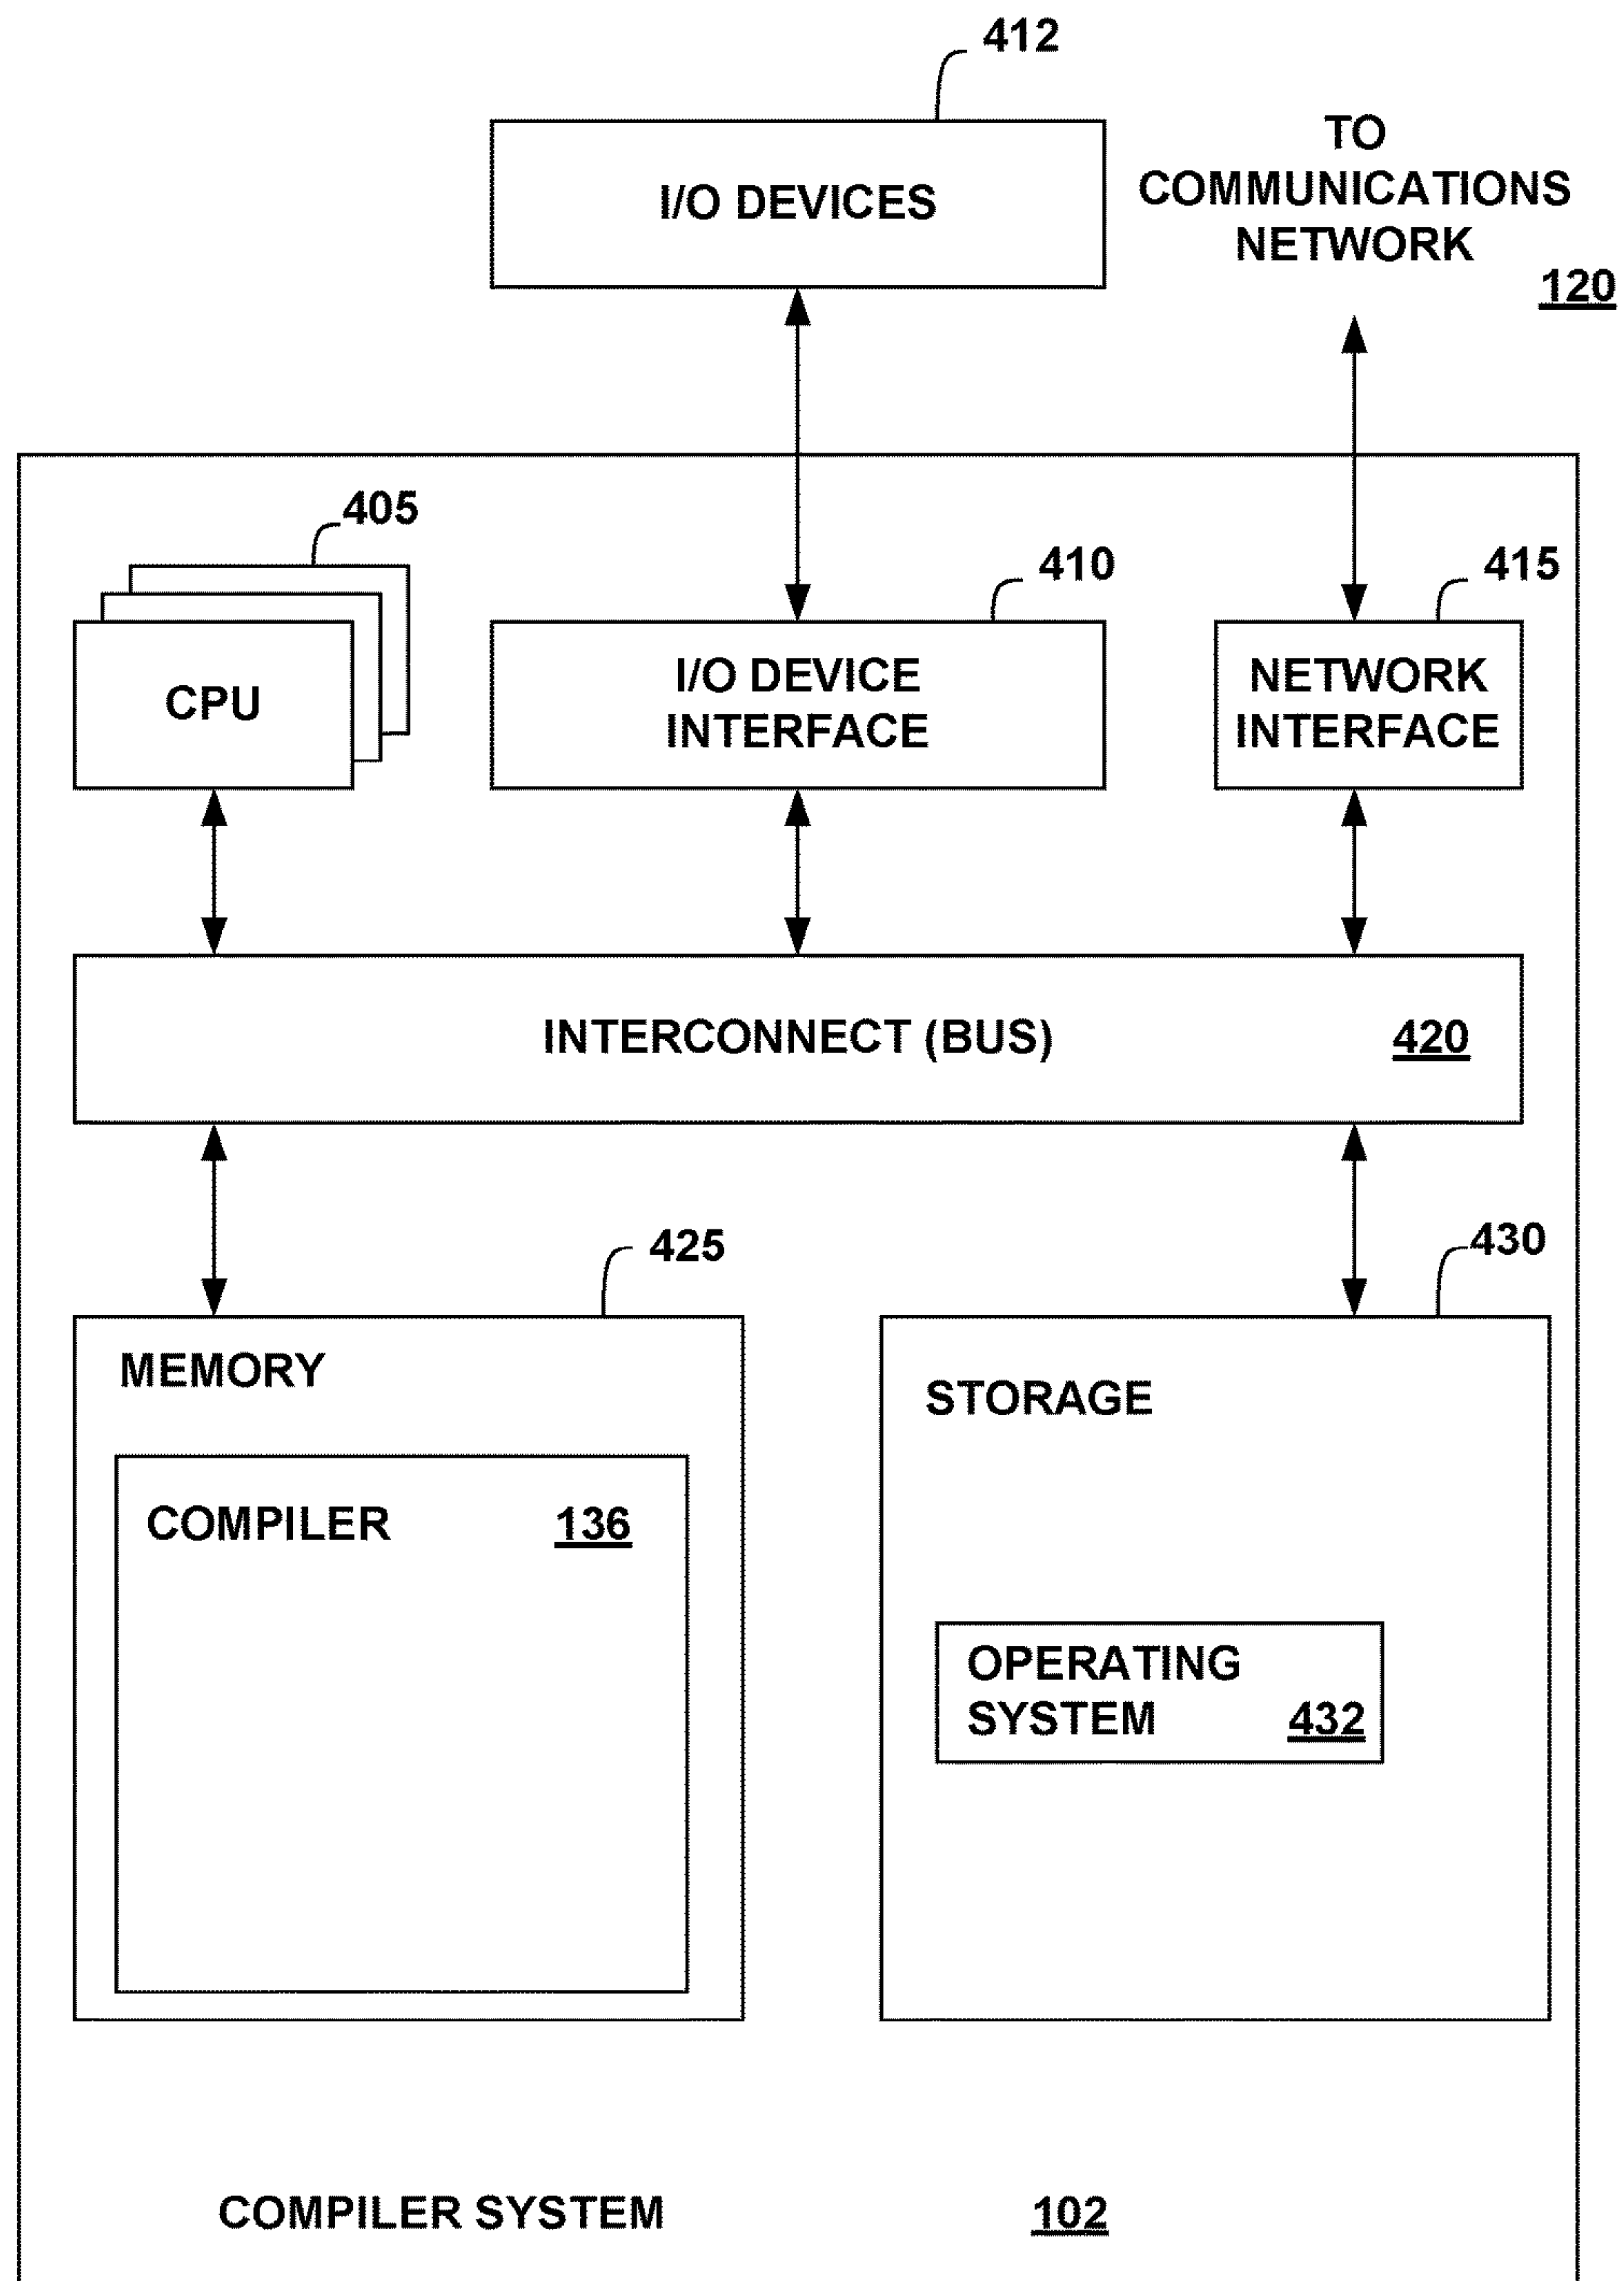 412
I/O DEVICES
TO
COMMUNICATIONS
NETWORK
120
405
410
415
CPU
I/O DEVICE
INTERFACE
NETWORK
INTERFACE
INTERCONNECT (BUS) 420
425
430
MEMORY
STORAGE
COMPILER 136
OPERATING
SYSTEM 432
COMPILER SYSTEM 102